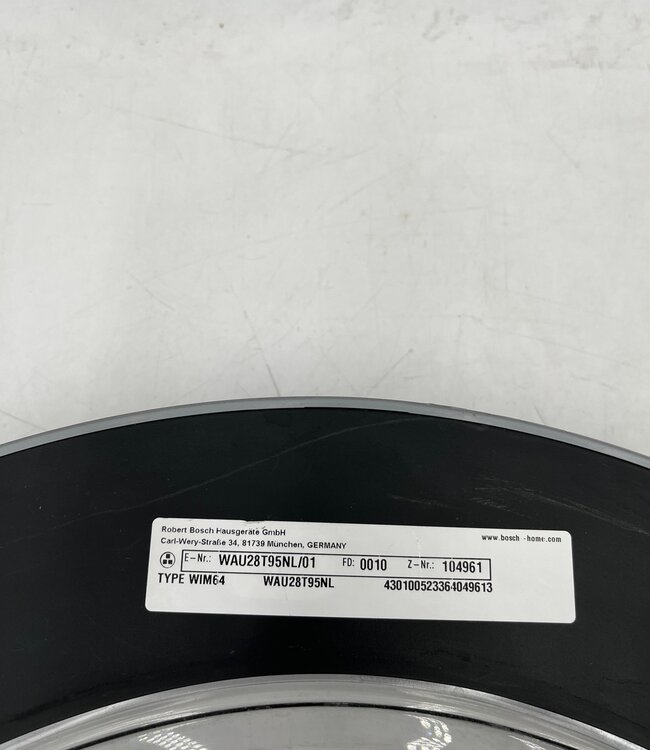 Robert Bosch Hausgeräte GmbH
Carl-Wery-Straße 34, 81739 München, GERMANY
www.bosch-home.com
E-Nr.: WAU28T95NL/01 FD: 0010 Z-Nr.: 104961
TYPE WIM64 WAU28T95NL 430100523364049613